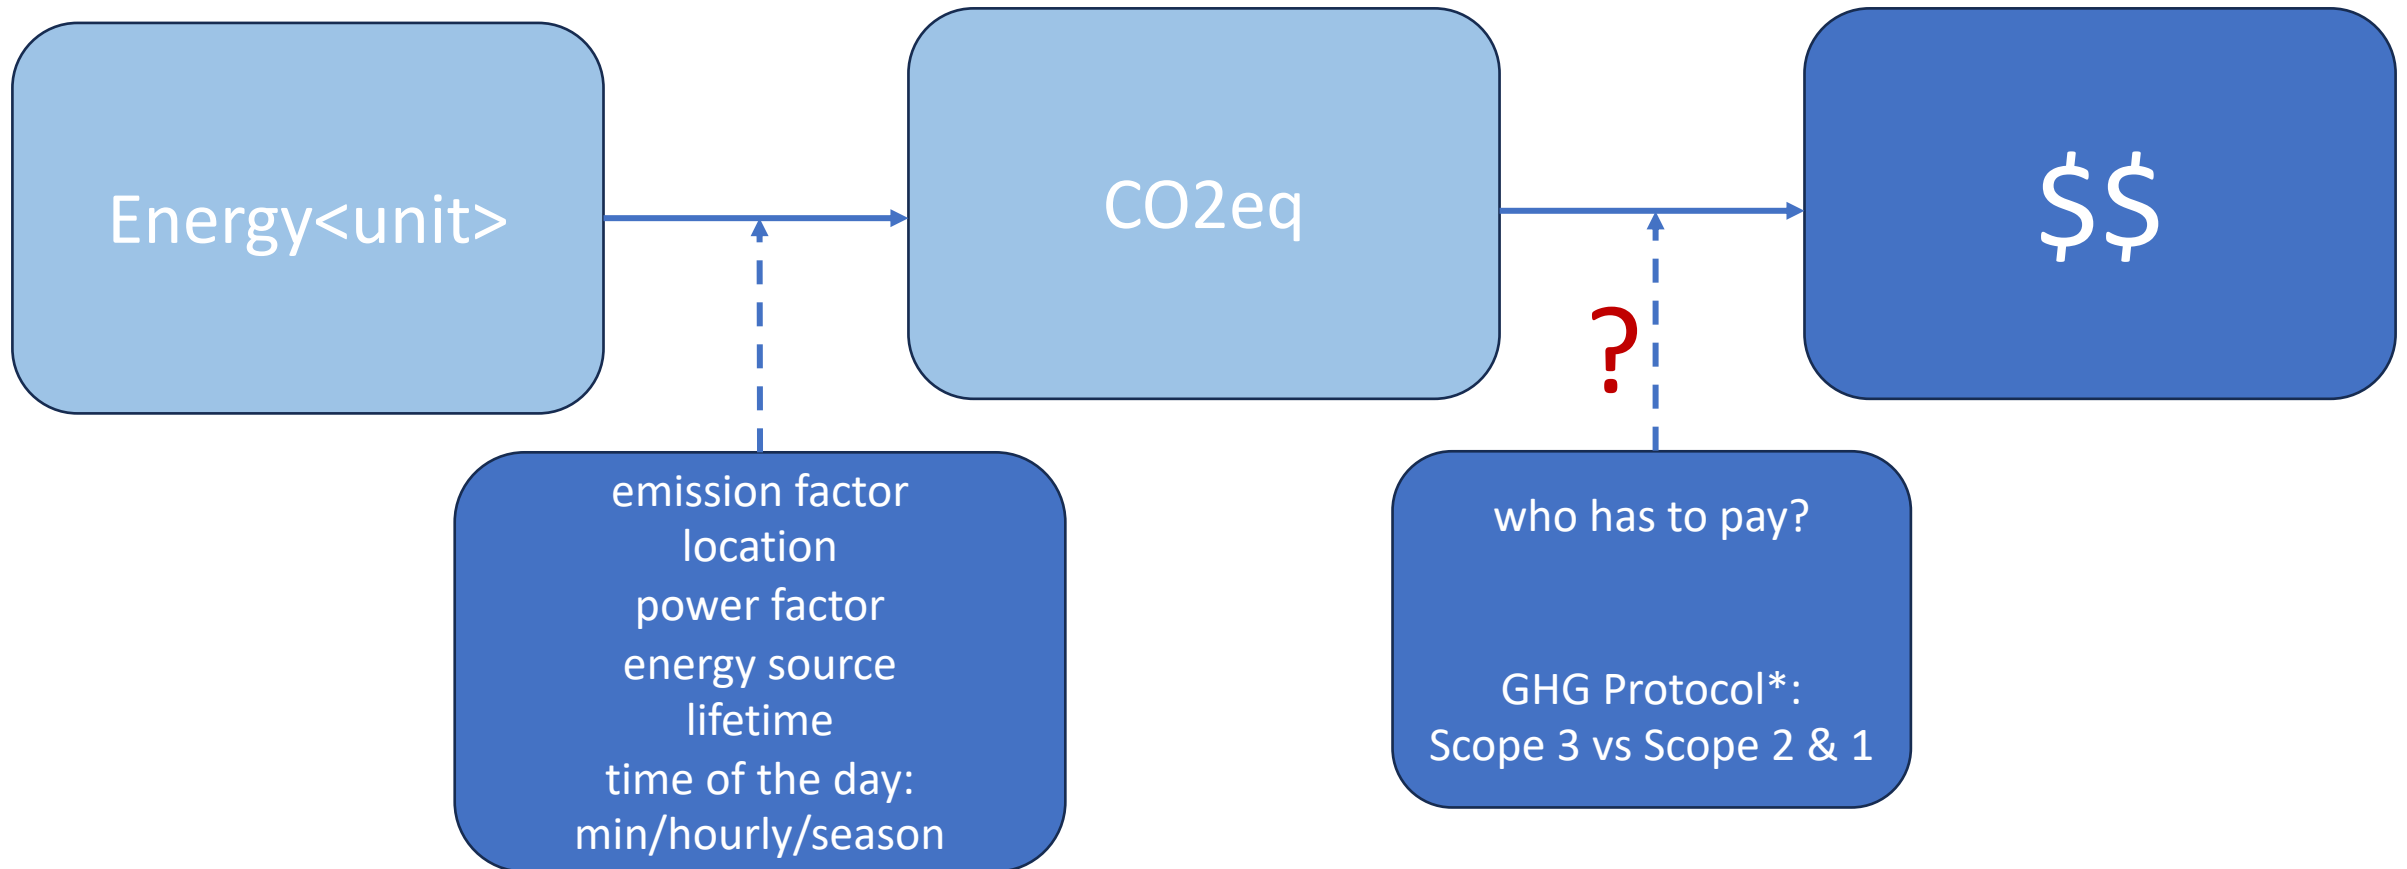 Energy<unit>
CO2eq
$$
?
emission factor
location
power factor
energy source
lifetime
time of the day:
min/hourly/season
who has to pay?
GHG Protocol*:
Scope 3 vs Scope 2 & 1